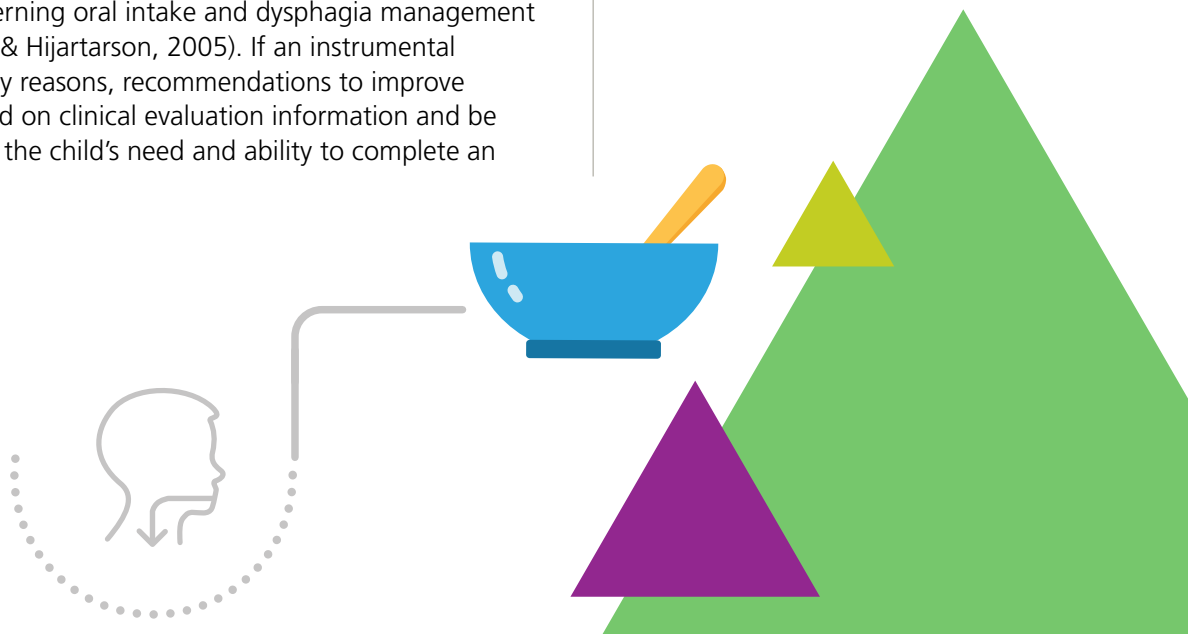 erning oral intake and dysphagia management
& Hijartarson, 2005). If an instrumental
y reasons, recommendations to improve
d on clinical evaluation information and be
the child's need and ability to complete an